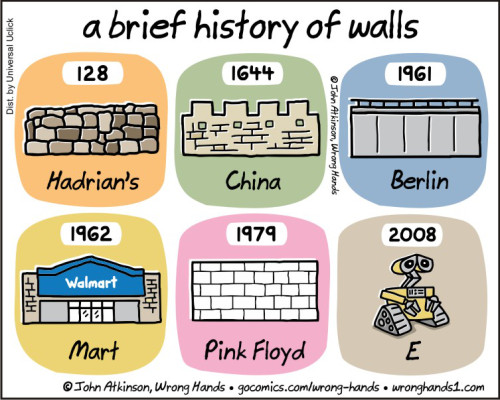 a brief history of walls
Dist. by Universal Uclick
128
1644
1961
©John Atkinson, Wrong Hands
Hadrian's
China
Berlin
1962
1979
2008
Walmart
Mart
Pink Floyd
E
© John Atkinson, Wrong Hands • gocomics.com/wrong-hands • wronghands1.com